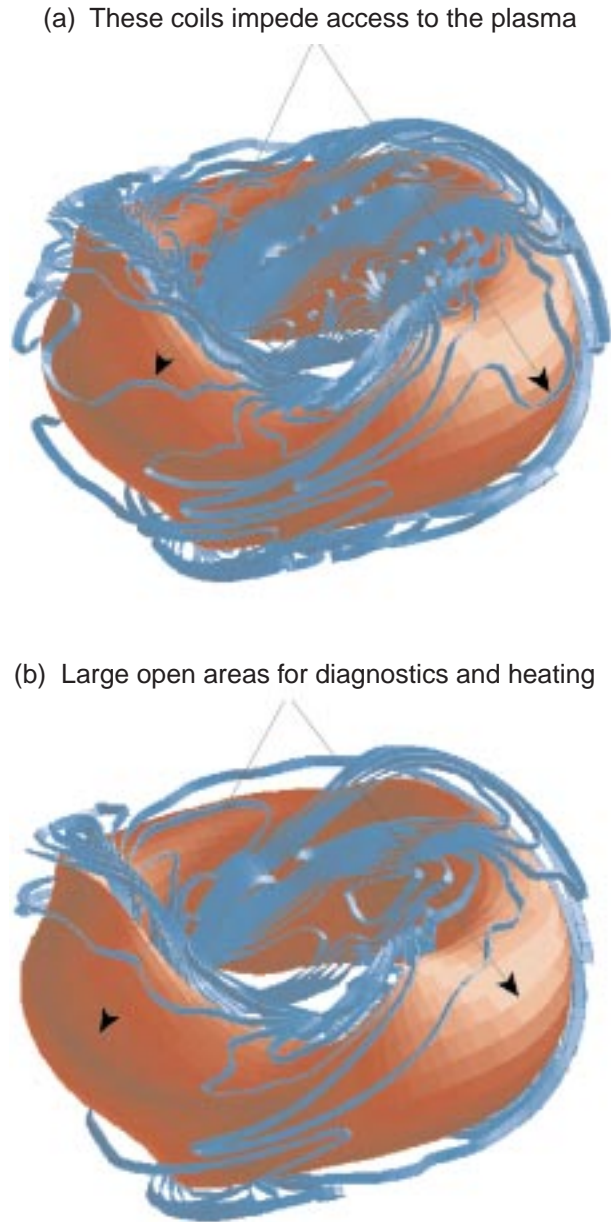 (a) These coils impede access to the plasma
(b) Large open areas for diagnostics and heating